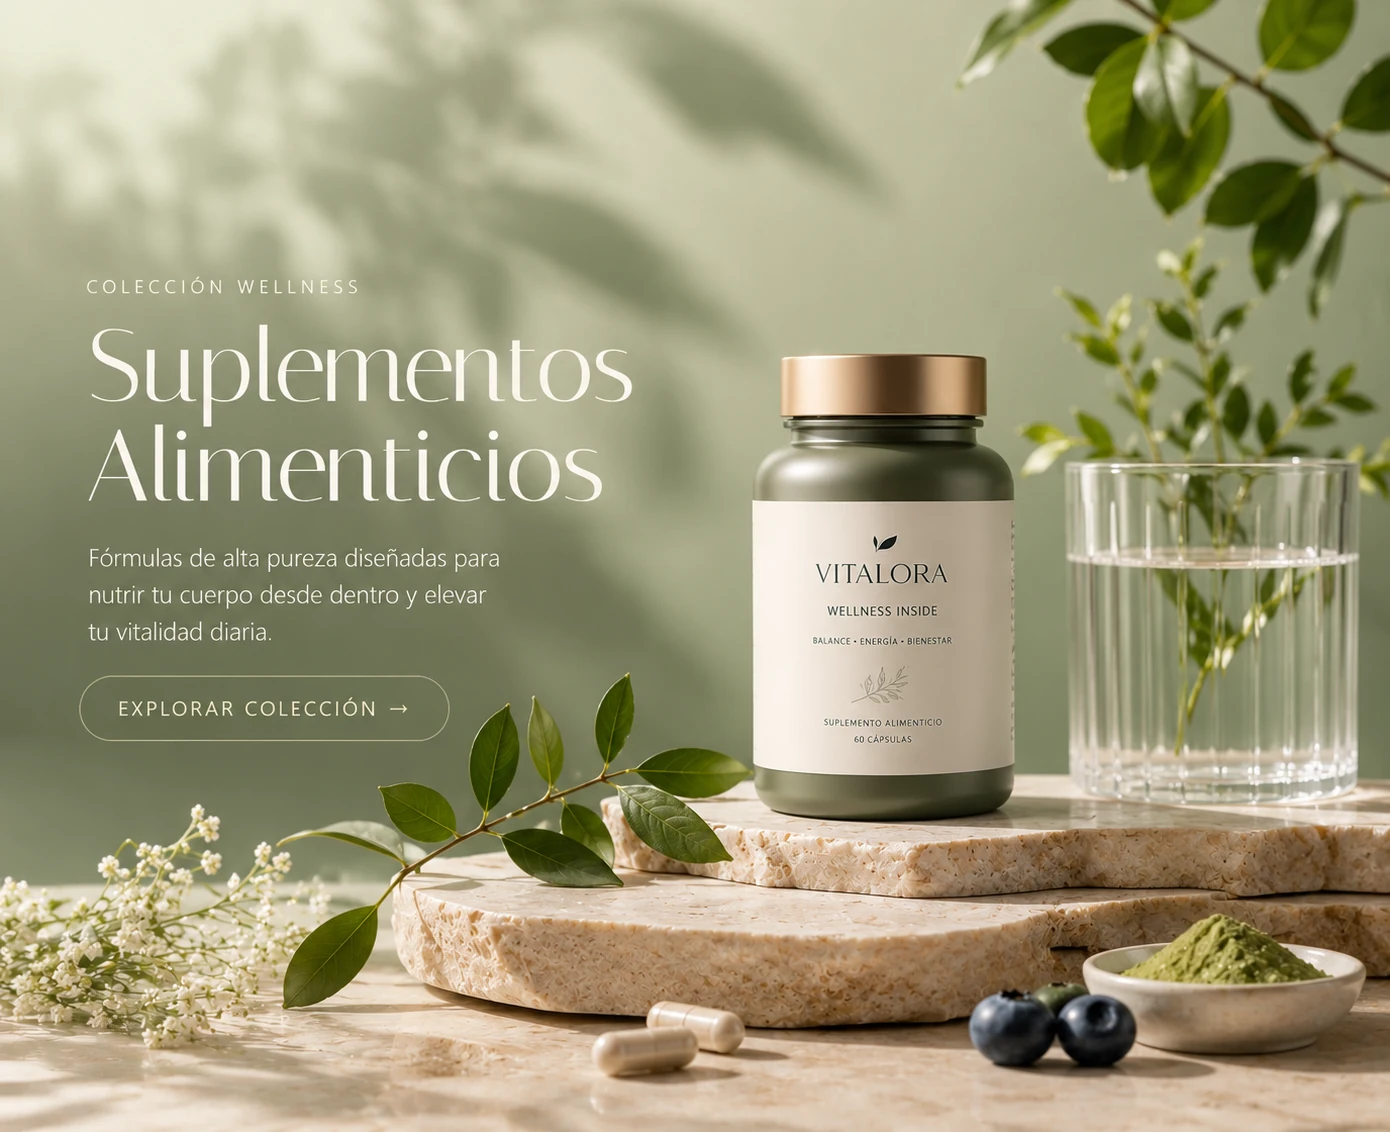 COLECCIÓN WELLNESS
Suplementos
Alimenticios
Fórmulas de alta pureza diseñadas para
nutrir tu cuerpo desde dentro y elevar
tu vitalidad diaria.
EXPLORAR COLECCIÓN →
VITALORA
WELLNESS INSIDE
BALANCE • ENERGÍA • BIENESTAR
SUPLEMENTO ALIMENTICIO
60 CÁPSULAS